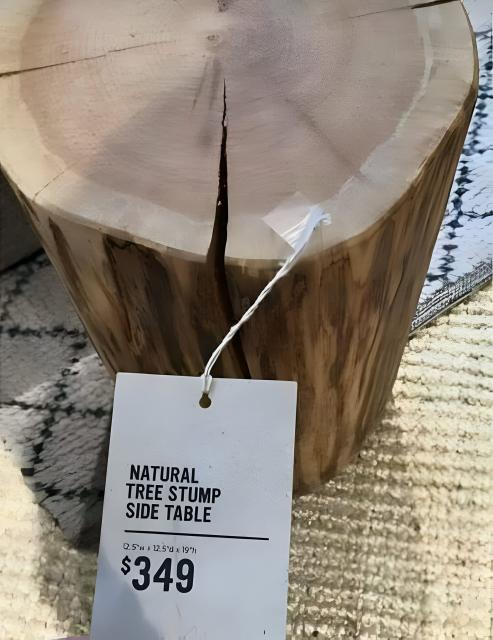 NATURAL
TREE STUMP
SIDE TABLE
12.5"w x 12.5"d x 19"h
$349